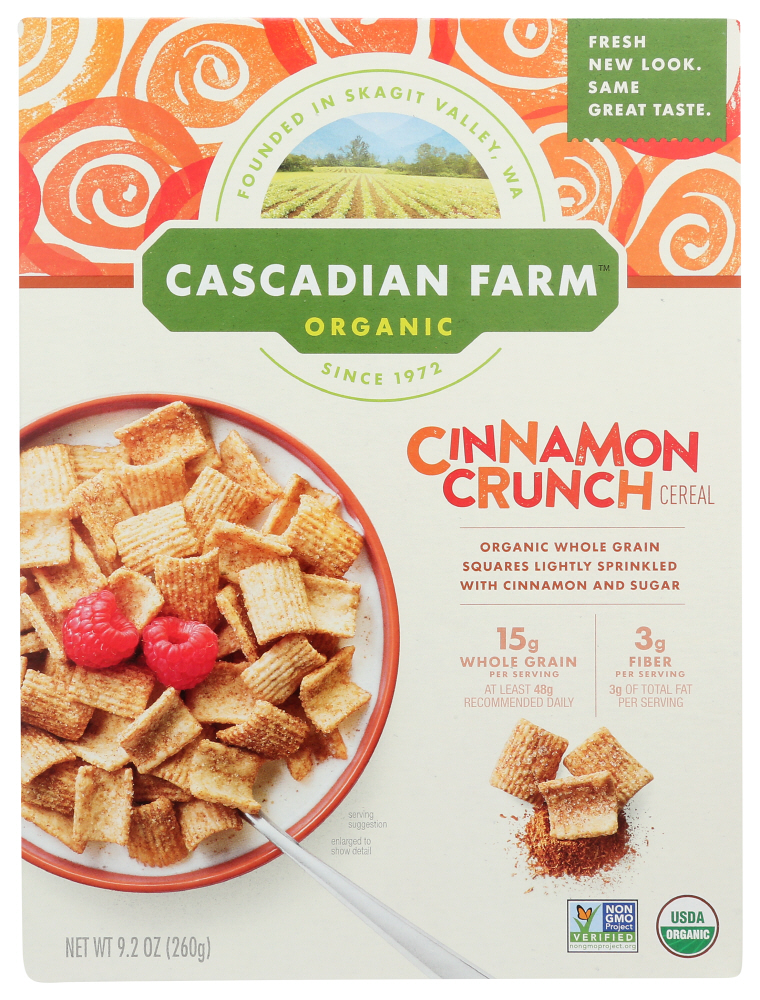 FRESH
NEW LOOK.
SAME
GREAT TASTE.
FOUNDED IN SKAGIT VALLEY, WA
CASCADIAN FARM™
ORGANIC
SINCE 1972
CINNAMON
CRUNCH CEREAL
ORGANIC WHOLE GRAIN
SQUARES LIGHTLY SPRINKLED
WITH CINNAMON AND SUGAR
15g
WHOLE GRAIN
PER SERVING
AT LEAST 48g
RECOMMENDED DAILY
3g
FIBER
PER SERVING
3g OF TOTAL FAT
PER SERVING
serving
suggestion
enlarged to
show detail
NON
GMO
Project
VERIFIED
nongmoproject.org
USDA
ORGANIC
NET WT 9.2 OZ (260g)